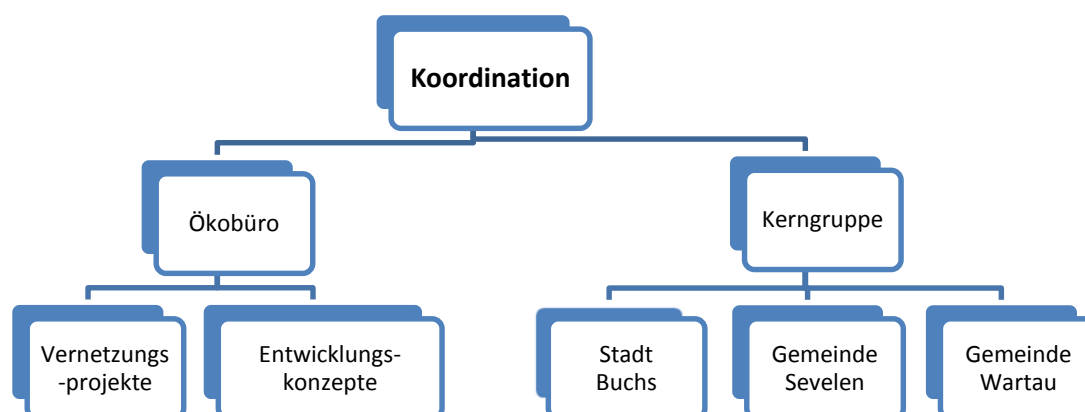 Koordination
Ökobüro
Kerngruppe
Vernetzungs
-projekte
Entwicklungs-
konzepte
Stadt
Buchs
Gemeinde
Sevelen
Gemeinde
Wartau